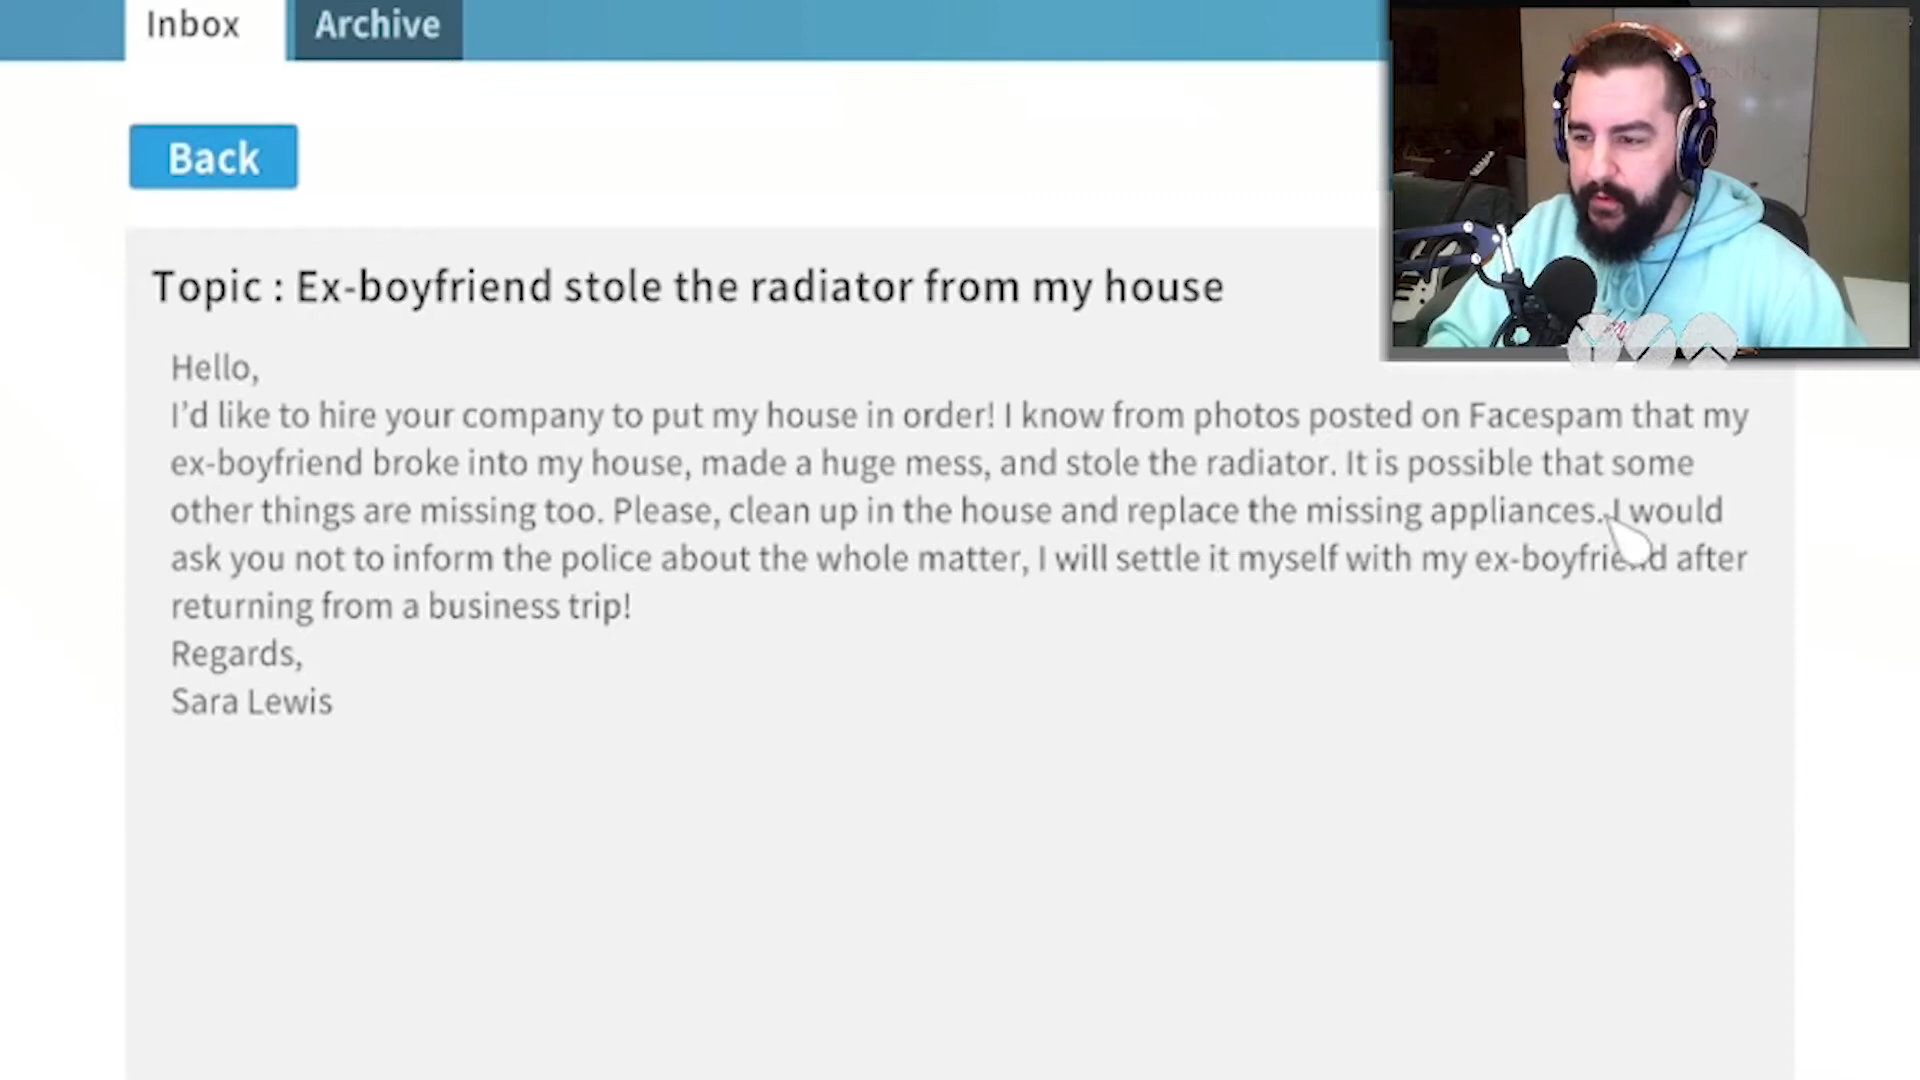 Inbox
Archive
Back
Topic : Ex-boyfriend stole the radiator from my house
Hello,
I'd like to hire your company to put my house in order! I know from photos posted on Facespam that my
ex-boyfriend broke into my house, made a huge mess, and stole the radiator. It is possible that some
other things are missing too. Please, clean up in the house and replace the missing appliances. I would
ask you not to inform the police about the whole matter, I will settle it myself with my ex-boyfriend after
returning from a business trip!
Regards,
Sara Lewis